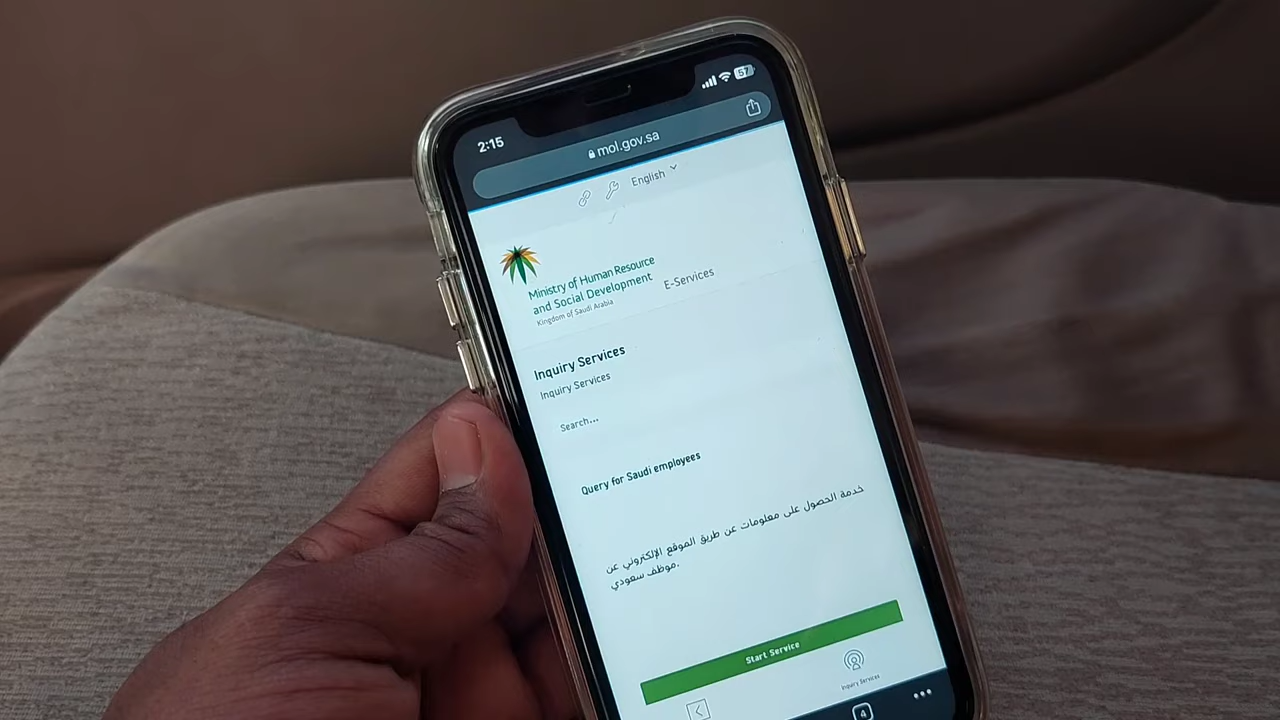 2:15
57
mol.gov.sa
English
Ministry of Human Resource
and Social Development
Kingdom of Saudi Arabia
E-Services
Inquiry Services
Inquiry Services
Search...
Query for Saudi employees
خدمة الحصول على معلومات عن طريق الموقع الإلكتروني عن
موظف سعودي.
Start Service
Inquiry Services
4